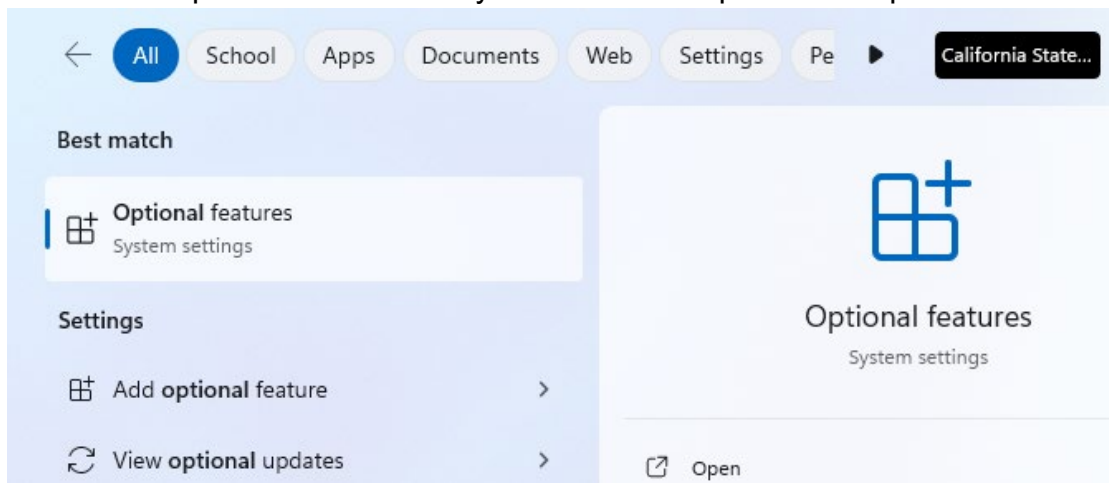 All School Apps Documents Web Settings Pe California State...
Best match
Optional features
System settings
Optional features
System settings
Settings
Add optional feature
View optional updates
Open